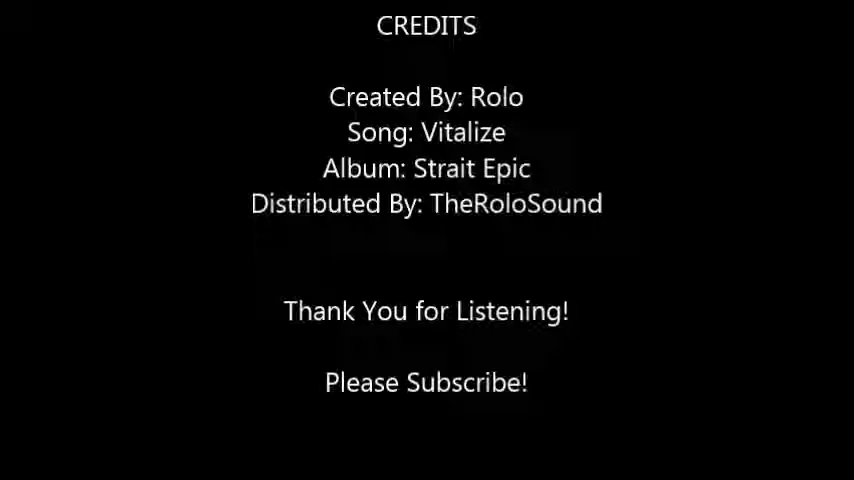 CREDITS
Created By: Rolo
Song: Vitalize
Album: Strait Epic
Distributed By: TheRoloSound
Thank You for Listening!
Please Subscribe!